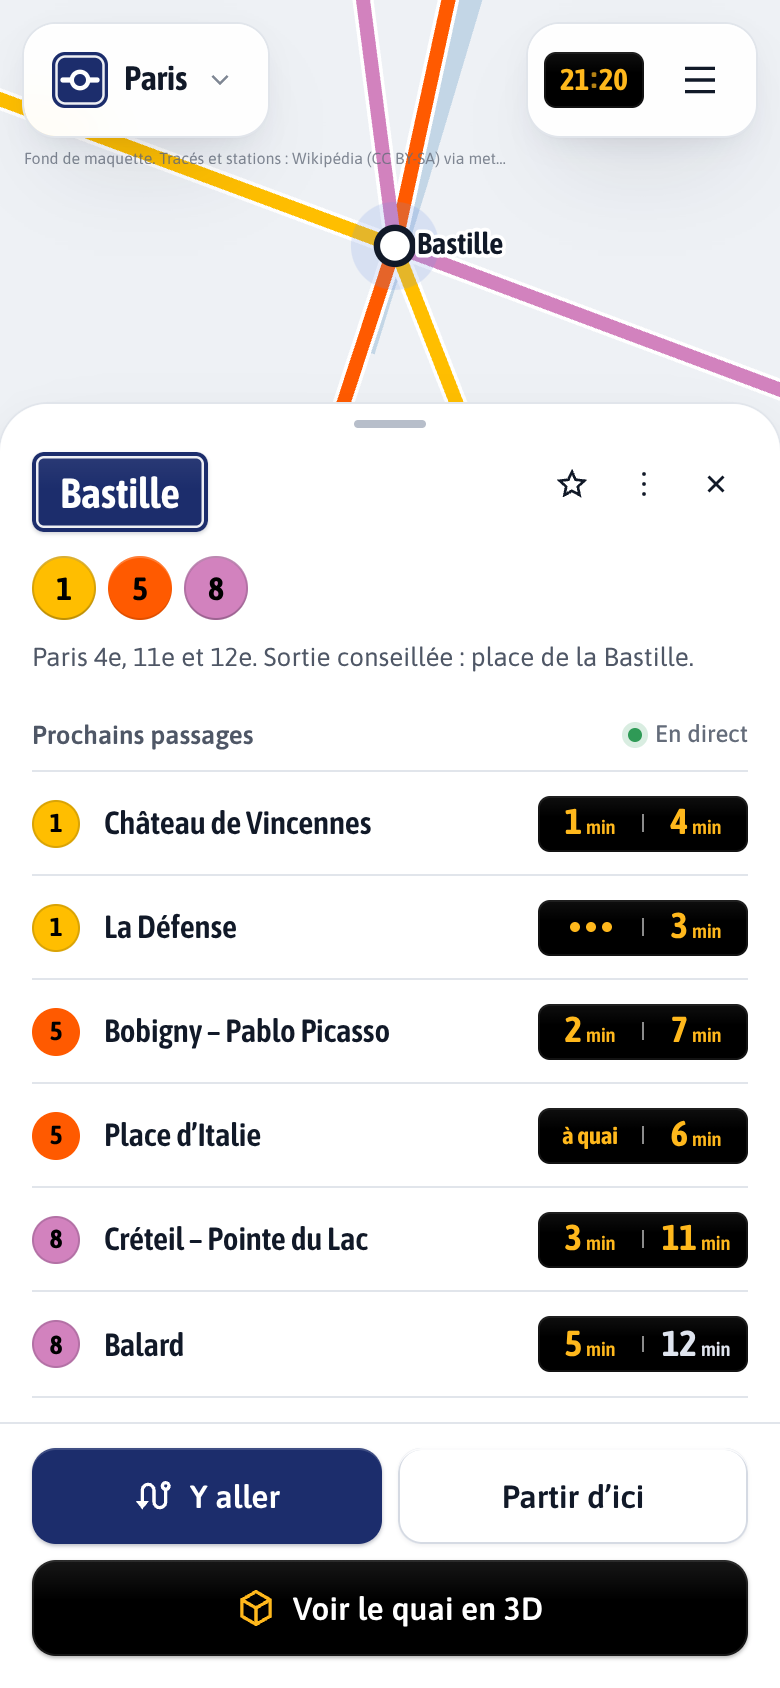 Paris
21:20
Fond de maquette. Tracés et stations : Wikipédia (CC BY-SA) via met…
Bastille
Bastille
1 5 8
Paris 4e, 11e et 12e. Sortie conseillée : place de la Bastille.
Prochains passages En direct
1 Château de Vincennes 1 min 4 min
1 La Défense ••• 3 min
5 Bobigny – Pablo Picasso 2 min 7 min
5 Place d’Italie à quai 6 min
8 Créteil – Pointe du Lac 3 min 11 min
8 Balard 5 min 12 min
Y aller
Partir d’ici
Voir le quai en 3D